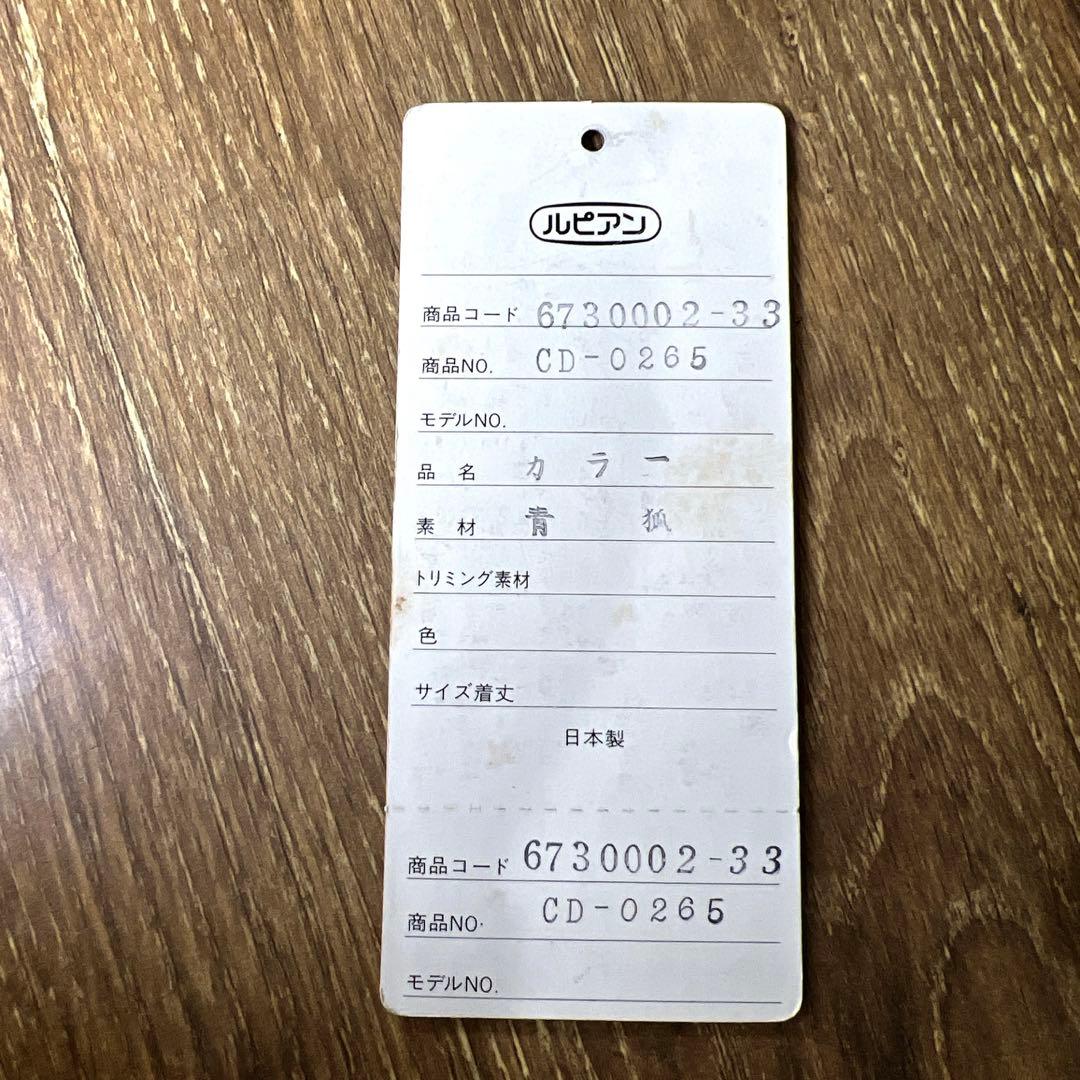 ルピアン
商品コード 6730002-33
商品NO. CD-0265
モデルNO.
品 名 カラー
素 材 青 狐
トリミング素材
色
サイズ着丈
日本製
商品コード 6730002-33
商品NO. CD-0265
モデルNO.